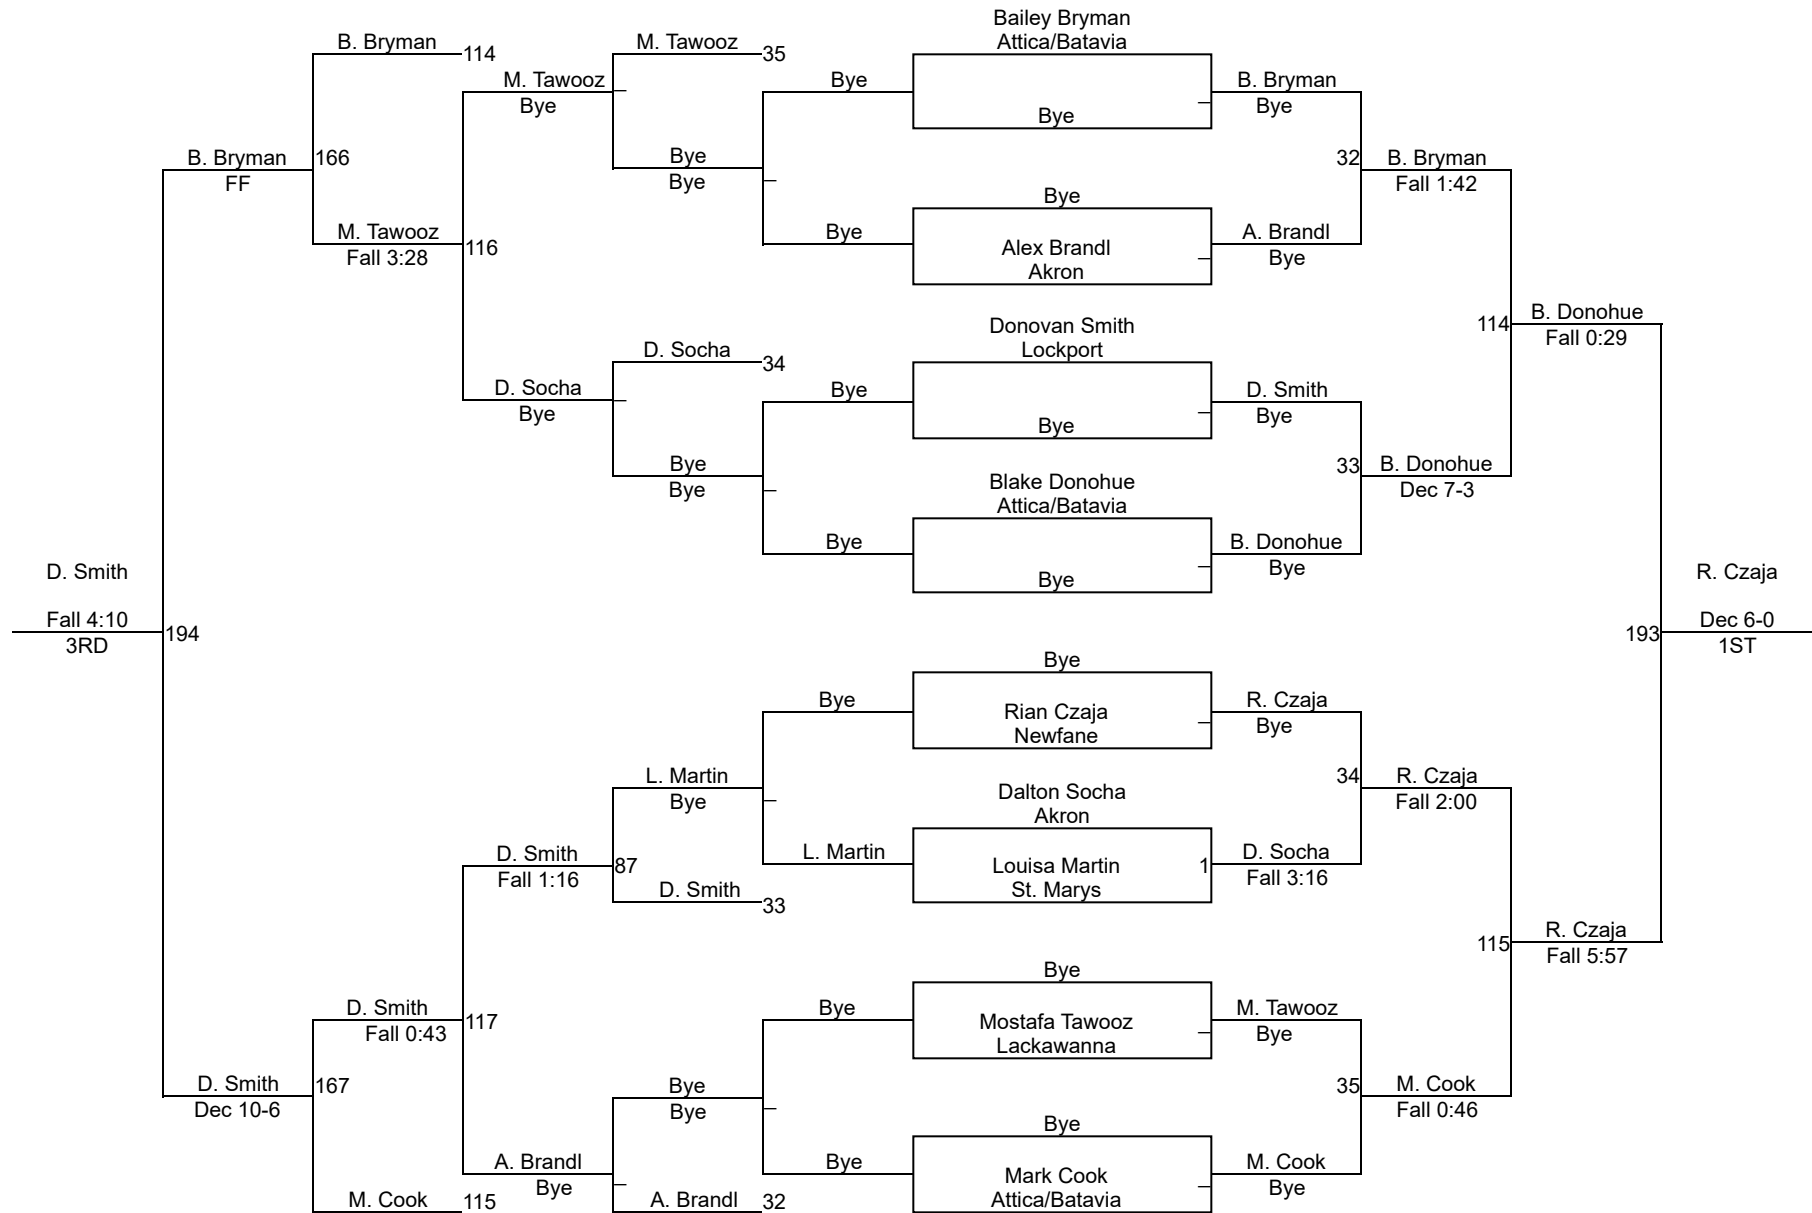 Bailey Bryman
Attica/Batavia
B. Bryman
114
M. Tawooz
35
M. Tawooz
Bye
Bye
B. Bryman
Bye
Bye
B. Bryman
FF
166
Bye
Bye
32
B. Bryman
Fall 1:42
Bye
M. Tawooz
Fall 3:28
116
Bye
Alex Brandl
Akron
A. Brandl
Bye
B. Donohue
Fall 0:29
114
Donovan Smith
Lockport
D. Socha
34
D. Socha
Bye
Bye
D. Smith
Bye
Bye
Bye
Bye
33
B. Donohue
Dec 7-3
Blake Donohue
Attica/Batavia
Bye
B. Donohue
Bye
Bye
D. Smith
Fall 4:10
3RD
194
R. Czaja
193
Dec 6-0
1ST
Bye
Bye
Rian Czaja
Newfane
R. Czaja
Bye
L. Martin
Bye
34
R. Czaja
Fall 2:00
Dalton Socha
Akron
D. Smith
Fall 1:16
87
L. Martin
Louisa Martin
St. Marys
1
D. Socha
Fall 3:16
D. Smith
33
115
R. Czaja
Fall 5:57
Bye
D. Smith
Fall 0:43
117
Bye
Mostafa Tawooz
Lackawanna
M. Tawooz
Bye
D. Smith
Dec 10-6
167
Bye
Bye
35
M. Cook
Fall 0:46
Bye
A. Brandl
Bye
Bye
Mark Cook
Attica/Batavia
M. Cook
Bye
M. Cook
115
A. Brandl
32